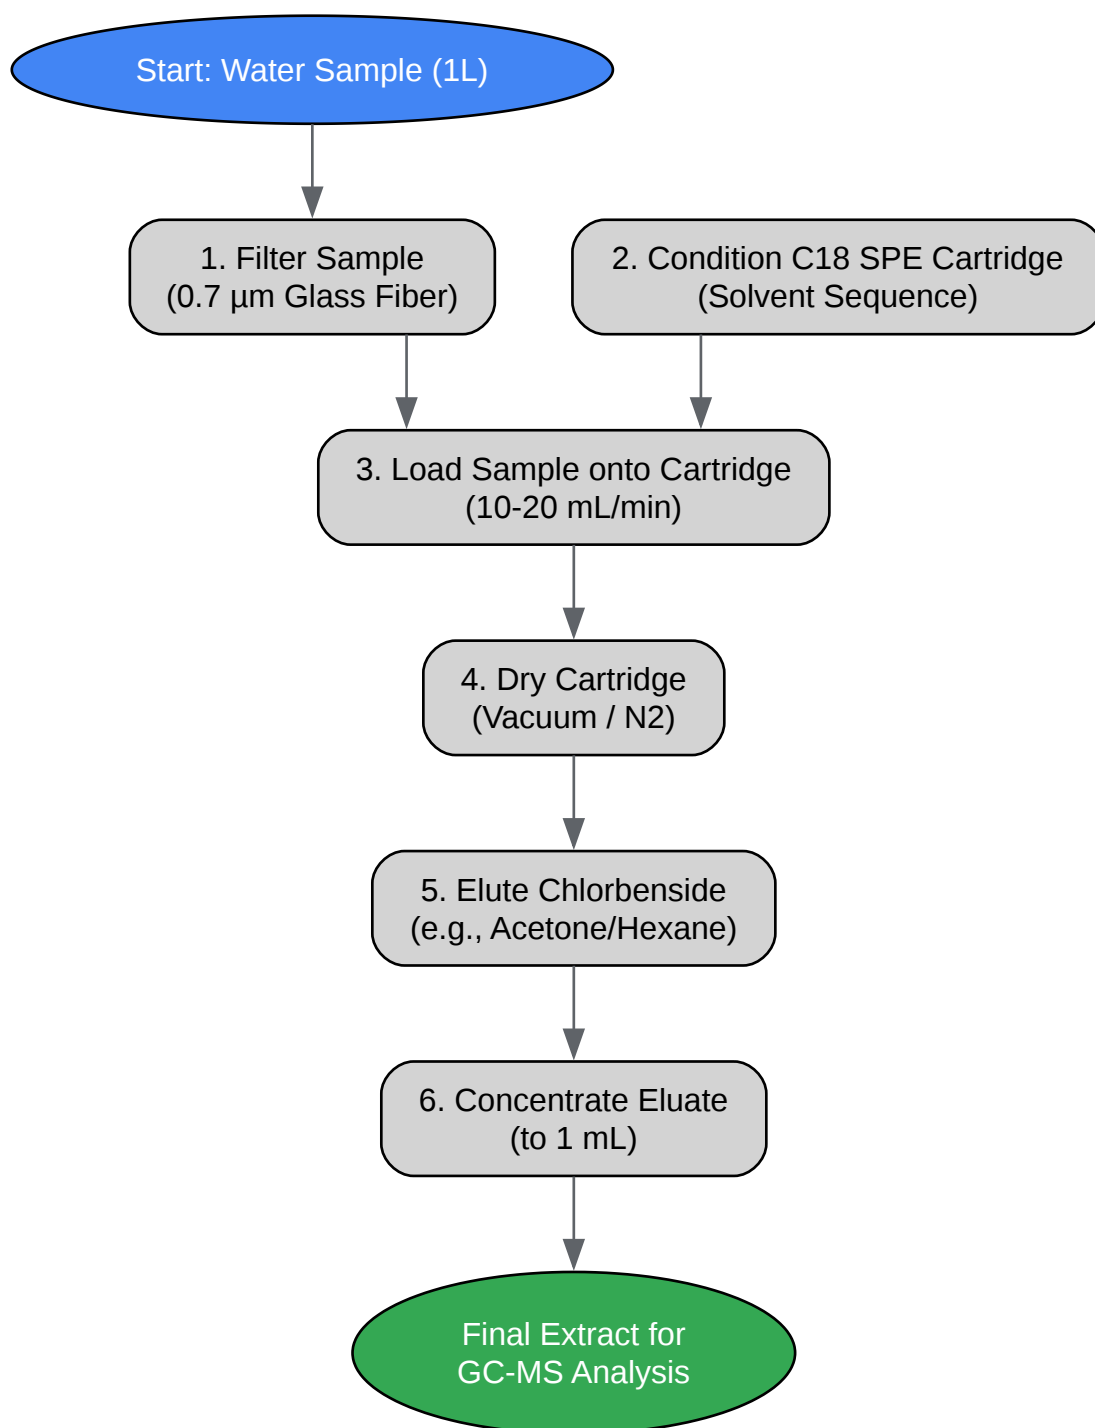 Start: Water Sample (1L)
1. Filter Sample
(0.7 µm Glass Fiber)
2. Condition C18 SPE Cartridge
(Solvent Sequence)
3. Load Sample onto Cartridge
(10-20 mL/min)
4. Dry Cartridge
(Vacuum / N2)
5. Elute Chlorbenside
(e.g., Acetone/Hexane)
6. Concentrate Eluate
(to 1 mL)
Final Extract for
GC-MS Analysis